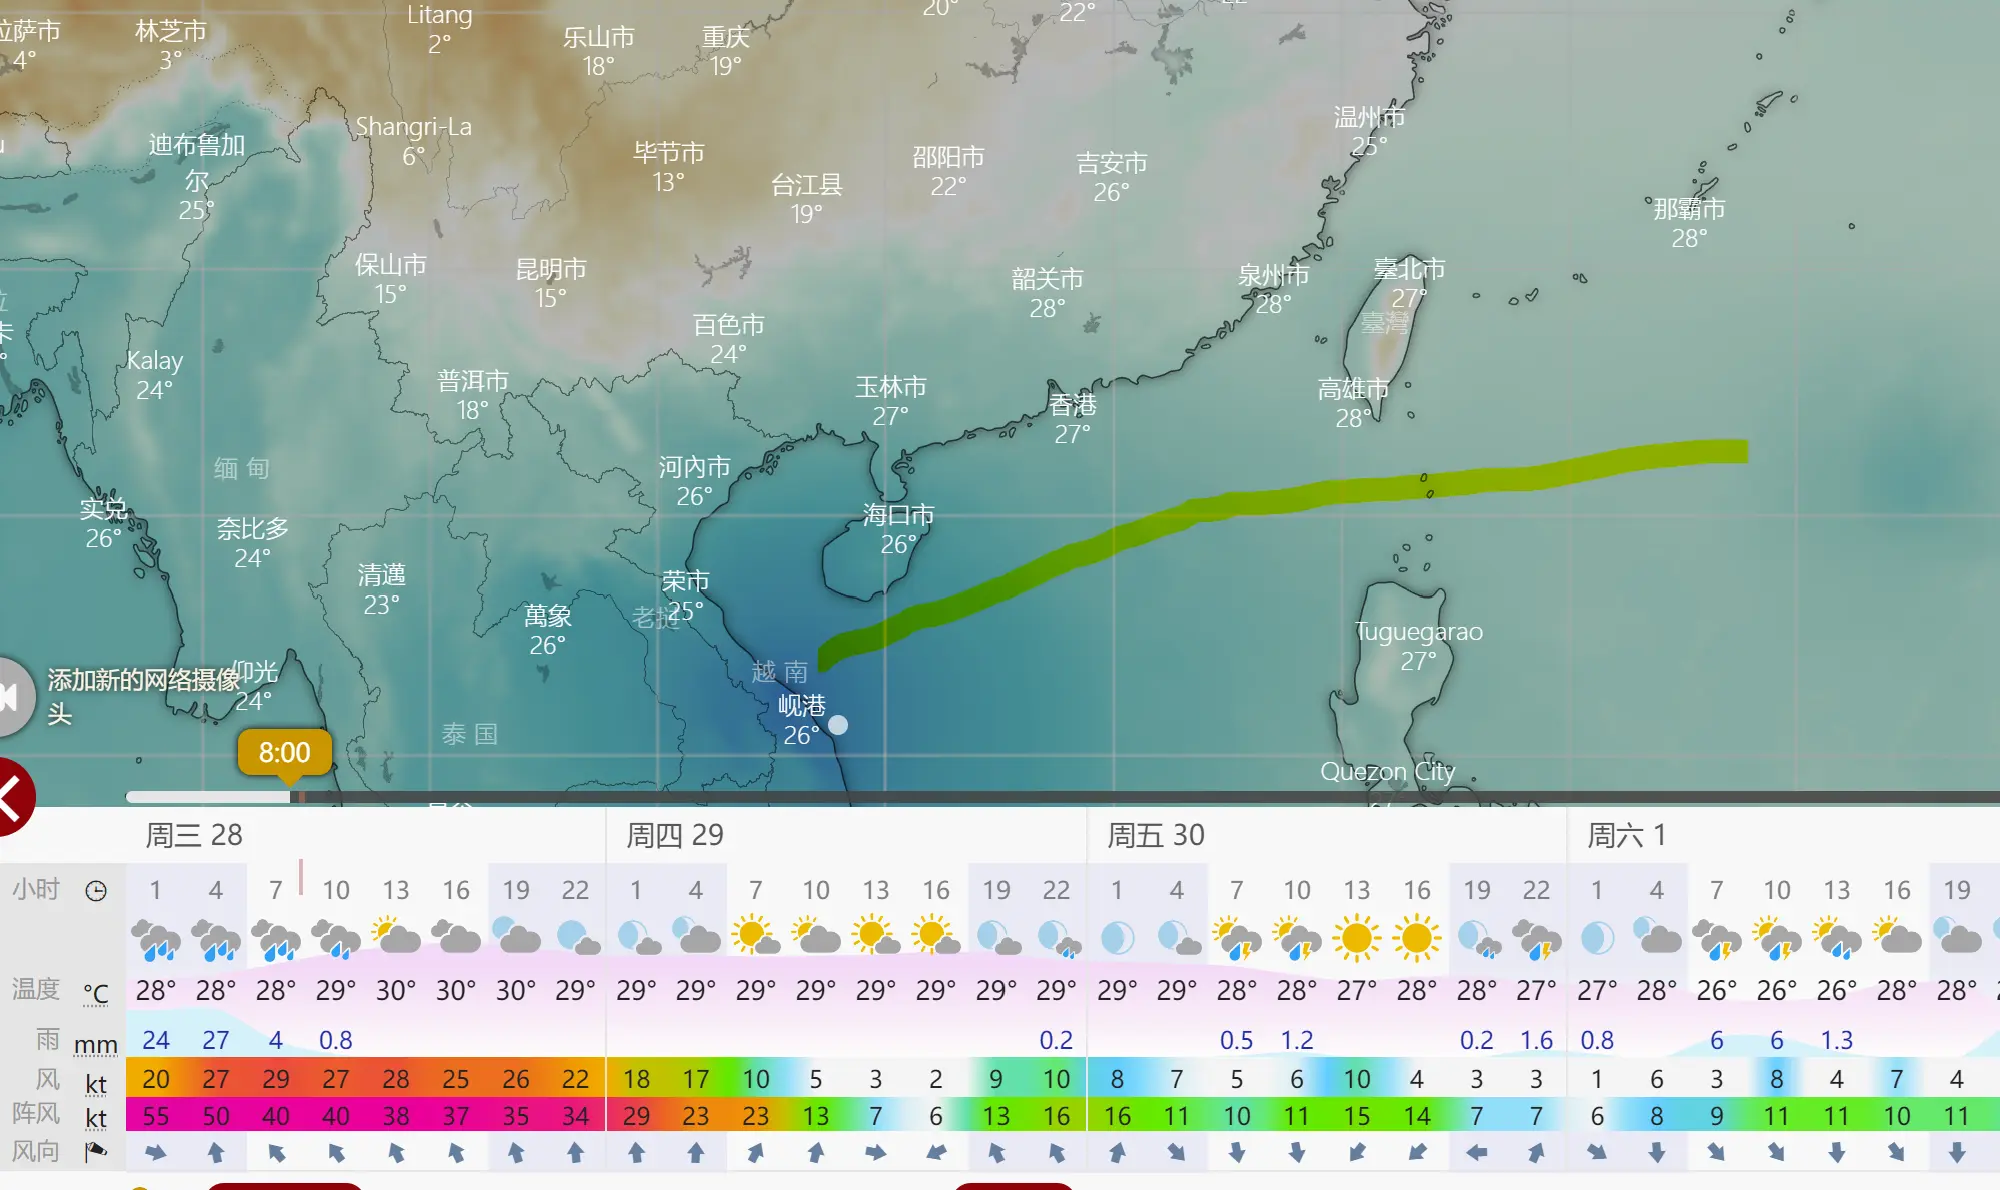 Litang
2°
20°
22°
拉萨市
4°
林芝市
3°
乐山市
18°
重庆
19°
温州市
25°
Shangri-La
6°
迪布鲁加
尔
25°
毕节市
13°
台江县
19°
邵阳市
22°
吉安市
26°
那霸市
28°
保山市
15°
昆明市
15°
韶关市
28°
泉州市
28°
臺北市
27°
臺灣
百色市
24°
Kalay
24°
普洱市
18°
玉林市
27°
香港
27°
高雄市
28°
缅甸
河內市
26°
实兑
26°
奈比多
24°
海口市
26°
清邁
23°
荣市
25°
老挝
萬象
26°
Tuguegarao
27°
越南
仰光
24°
添加新的网络摄像
头
岘港
26°
泰国
8:00
Quezon City
周三 28 周四 29 周五 30 周六 1
小时 1 4 7 10 13 16 19 22 1 4 7 10 13 16 19 22 1 4 7 10 13 16 19 22 1 4 7 10 13 16 19
温度 °C 28° 28° 28° 29° 30° 30° 30° 29° 29° 29° 29° 29° 29° 29° 29° 29° 29° 29° 28° 28° 27° 28° 28° 27° 27° 28° 26° 26° 26° 28° 28°
雨 mm 24 27 4 0.8 0.2 0.5 1.2 0.2 1.6 0.8 6 6 1.3
风 kt 20 27 29 27 28 25 26 22 18 17 10 5 3 2 9 10 8 7 5 6 10 4 3 3 1 6 3 8 4 7 4
阵风 kt 55 50 40 40 38 37 35 34 29 23 23 13 7 6 13 16 16 11 10 11 15 14 7 7 6 8 9 11 11 10 11
风向